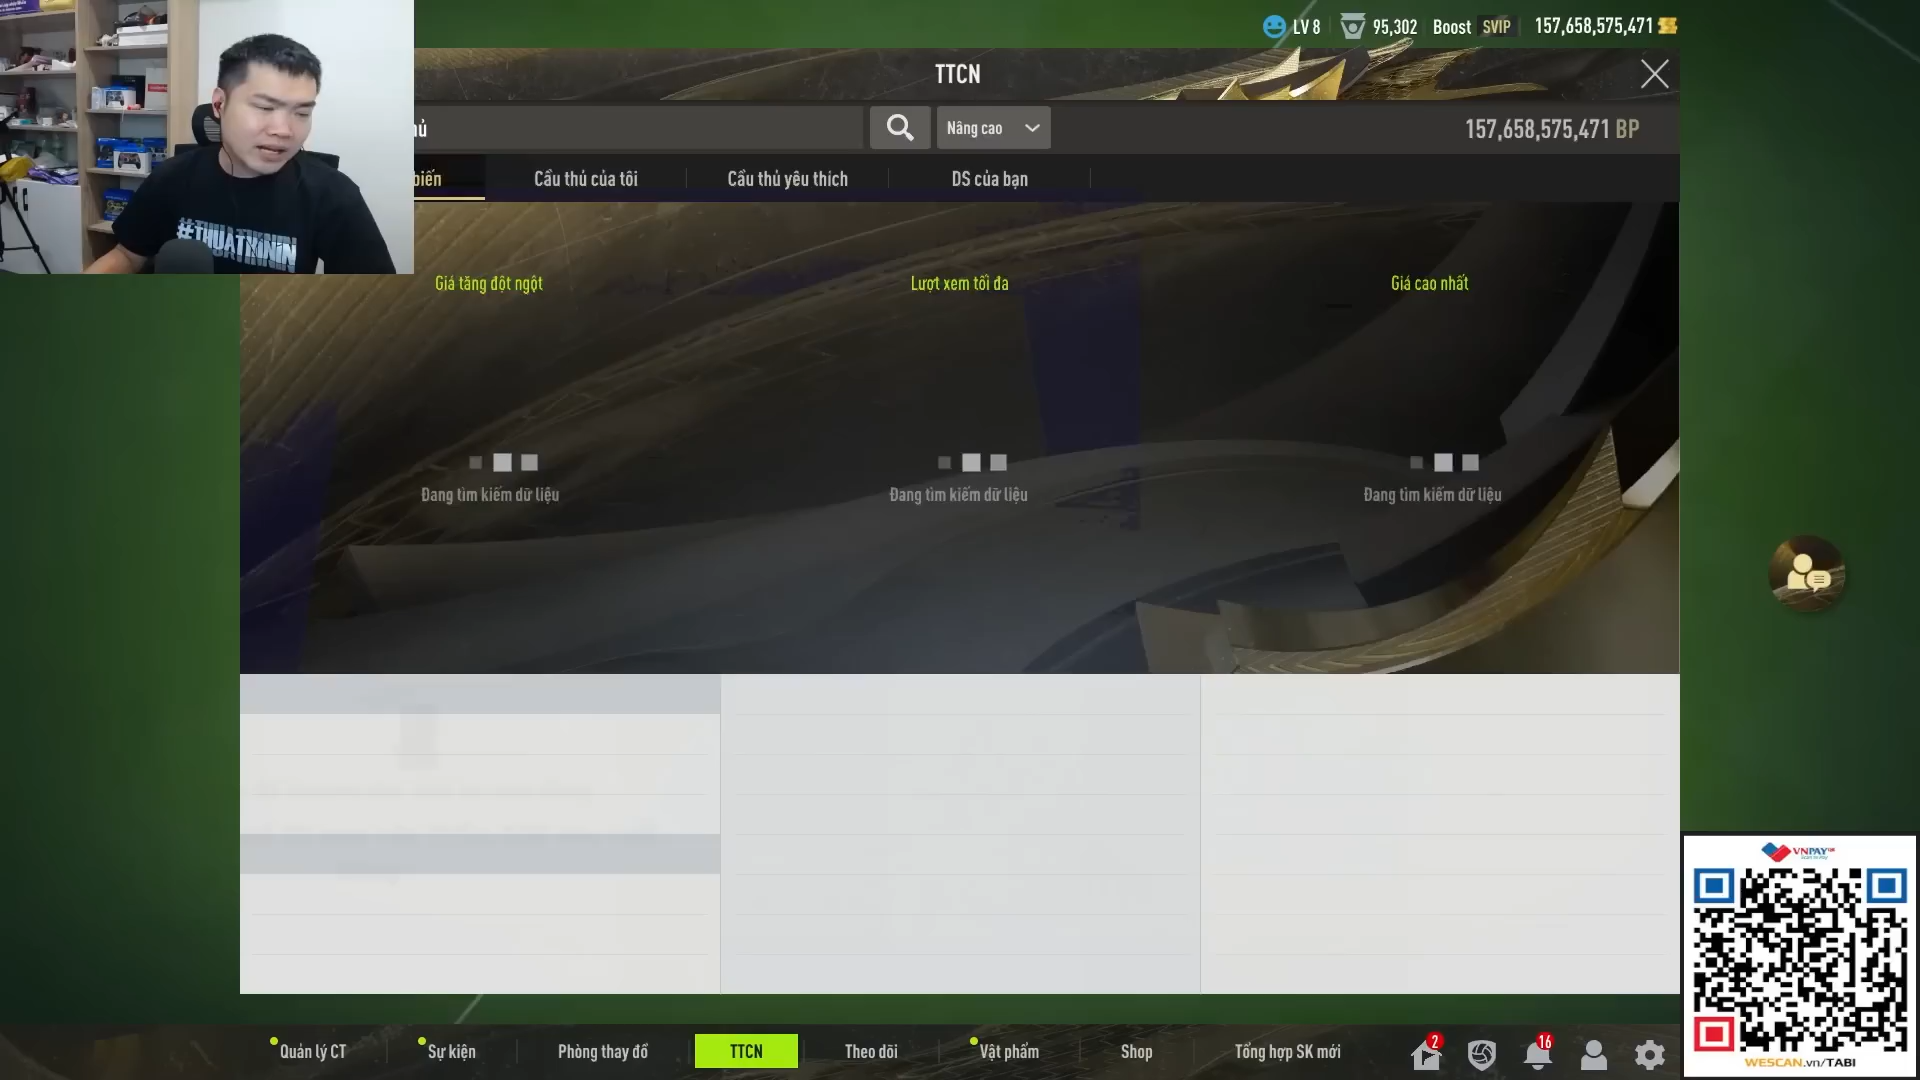 LV 8
95,302
Boost SVIP
157,658,575,471
TTCN
Nâng cao
157,658,575,471 BP
biến
Cầu thủ của tôi
Cầu thủ yêu thích
DS của bạn
Giá tăng đột ngột
Lượt xem tối đa
Giá cao nhất
Đang tìm kiếm dữ liệu
Đang tìm kiếm dữ liệu
Đang tìm kiếm dữ liệu
VNPAY
WESCAN.VN/TABI
Quản lý CT
Sự kiện
Phòng thay đồ
TTCN
Theo dõi
Vật phẩm
Shop
Tổng hợp SK mới
2
16